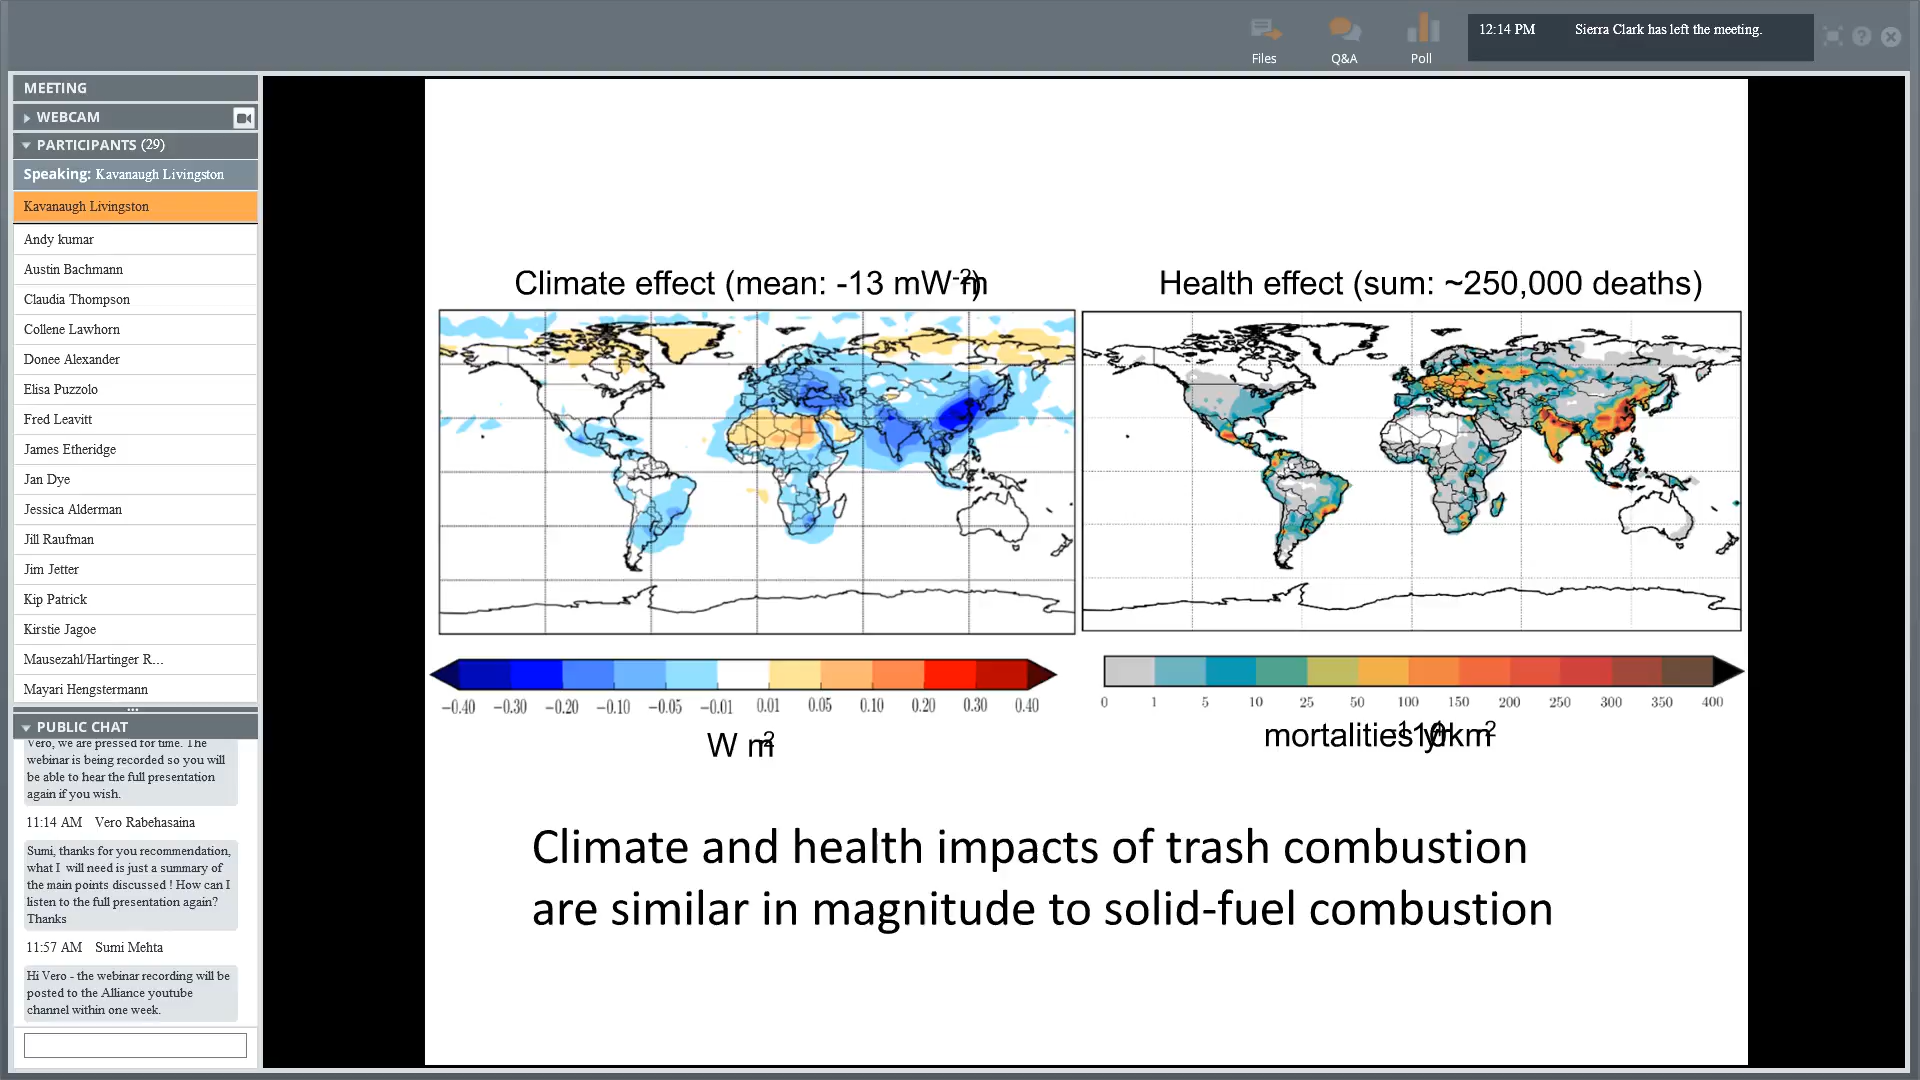 Files
Q&A
Poll
12:14 PM Sierra Clark has left the meeting.
MEETING
WEBCAM
PARTICIPANTS (29)
Speaking: Kavanaugh Livingston
Kavanaugh Livingston
Andy kumar
Austin Bachmann
Claudia Thompson
Collene Lawhorn
Donee Alexander
Elisa Puzzolo
Fred Leavitt
James Etheridge
Jan Dye
Jessica Alderman
Jill Raufman
Jim Jetter
Kip Patrick
Kirstie Jagoe
Mausezahl/Hartinger R...
Mayari Hengstermann
PUBLIC CHAT
Vero, we are pressed for time. The
webinar is being recorded so you will
be able to hear the full presentation
again if you wish.
11:14 AM Vero Rabehasaina
Sumi, thanks for you recommendation,
what I will need is just a summary of
the main points discussed ! How can I
listen to the full presentation again?
Thanks
11:57 AM Sumi Mehta
Hi Vero - the webinar recording will be
posted to the Alliance youtube
channel within one week.
Climate effect (mean: -13 mW m-2)
Health effect (sum: ~250,000 deaths)
−0.40 −0.30 −0.20 −0.10 −0.05 −0.01 0.01 0.05 0.10 0.20 0.30 0.40
W m2
0 1 5 10 25 50 100 150 200 250 300 350 400
mortalities
Climate and health impacts of trash combustion
are similar in magnitude to solid-fuel combustion